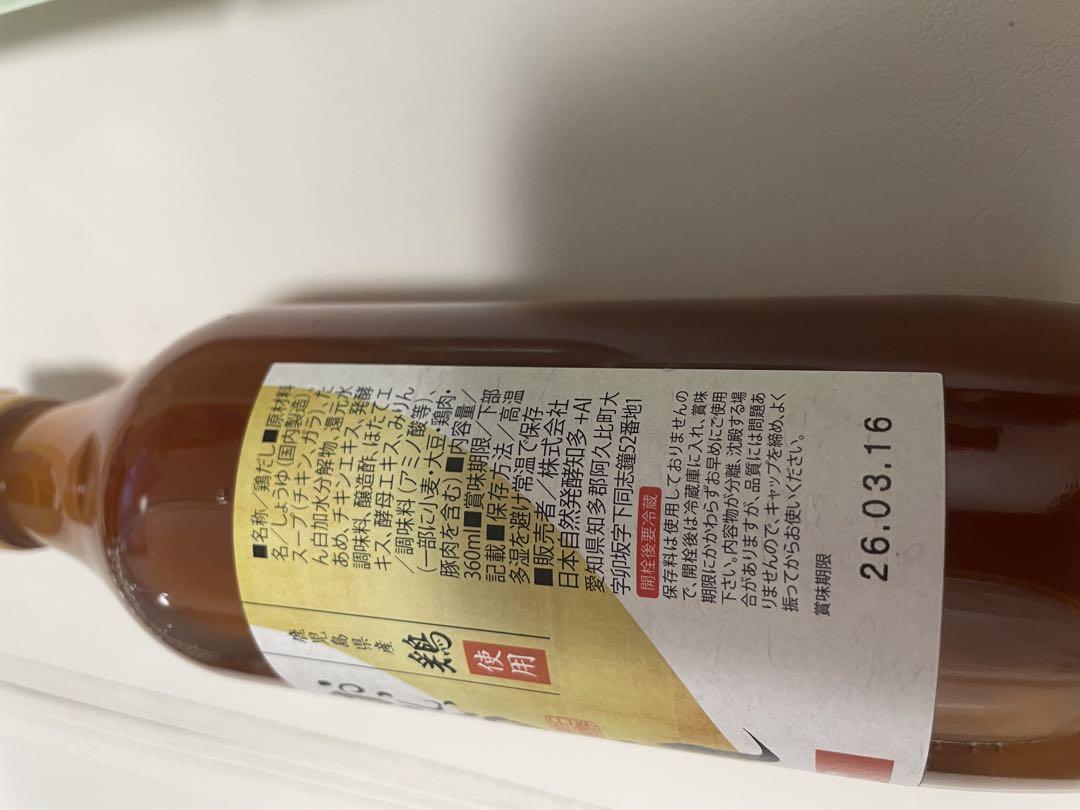 ■名称／鶏だし■原材料
名／しょうゆ(国内製造)、
スープ(チキン、ガラ)、た
ん白加水分解物、還元水
あめ、チキンエキス、発酵
調味料、醸造酢、ほたてエ
キス、酵母エキス、みりん
／調味料(アミノ酸等)、
(一部に小麦・大豆・鶏肉・
豚肉を含む)■内容量／
360ml■賞味期限／下部
記載■保存方法／高温
多湿を避け常温で保存
■販売者／株式会社
日本自然発酵知多+AI
愛知県知多郡阿久比町大
字卯坂字下同志鐘52番地1
開栓後要冷蔵
保存料は使用しておりませんの
で、開栓後は冷蔵庫に入れ、賞味
期限にかかわらずお早めにご使用
下さい。内容物が分離、沈殿する場
合がありますが、品質には問題あ
りませんので、キャップを締め、よく
振ってからお使いください。
賞味期限
26.03.16
鹿児島県産
鶏
使用